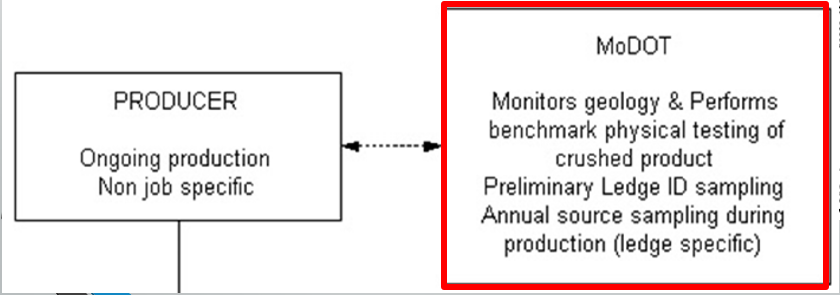 PRODUCER
Ongoing production
Non job specific
MoDOT
Monitors geology & Performs
benchmark physical testing of
crushed product
Preliminary Ledge ID sampling
Annual source sampling during
production (ledge specific)